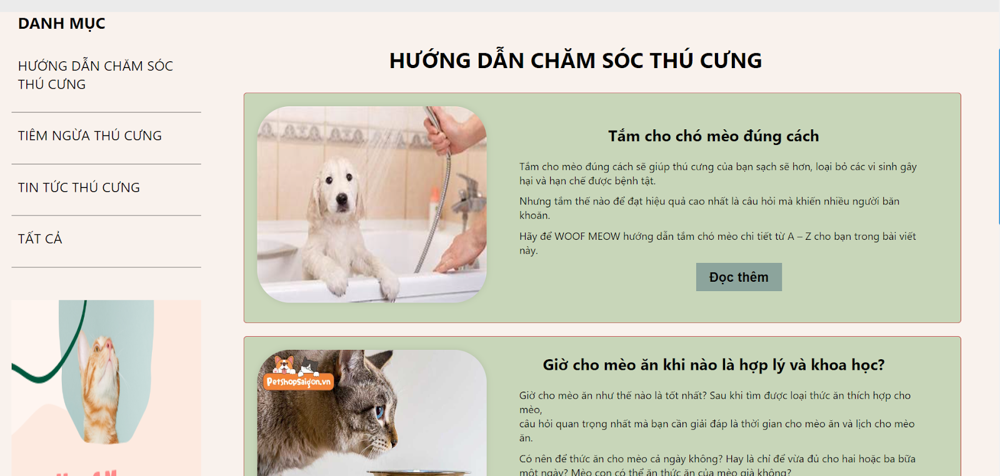 DANH MỤC
HƯỚNG DẪN CHĂM SÓC
THÚ CƯNG
TIÊM NGỪA THÚ CƯNG
TIN TỨC THÚ CƯNG
TẤT CẢ
HƯỚNG DẪN CHĂM SÓC THÚ CƯNG
Tắm cho chó mèo đúng cách
Tắm cho mèo đúng cách sẽ giúp thú cưng của bạn sạch sẽ hơn, loại bỏ các vi sinh gây
hại và hạn chế được bệnh tật.
Nhưng tắm thế nào để đạt hiệu quả cao nhất là câu hỏi mà khiến nhiều người băn
khoăn.
Hãy để WOOF MEOW hướng dẫn tắm chó mèo chi tiết từ A – Z cho bạn trong bài viết
này.
Đọc thêm
PetShopSaigon.vn
Giờ cho mèo ăn khi nào là hợp lý và khoa học?
Giờ cho mèo ăn như thế nào là tốt nhất? Sau khi tìm được loại thức ăn thích hợp cho
mèo,
câu hỏi quan trọng nhất mà bạn cần giải đáp là thời gian cho mèo ăn và lịch cho mèo
ăn.
Có nên để thức ăn cho mèo cả ngày không? Hay là chỉ để vừa đủ cho hai hoặc ba bữa
một ngày? Mèo con có thể ăn thức ăn của mèo già không?